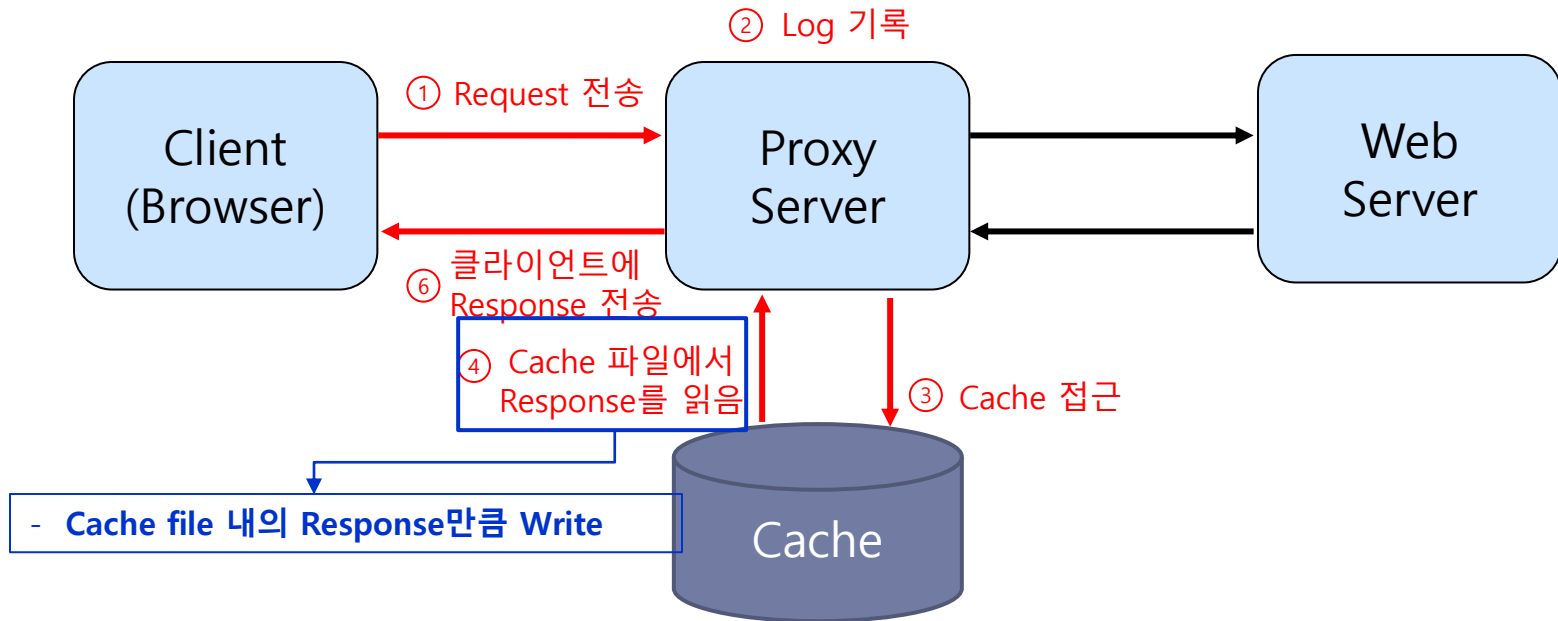 ② Log 기록
① Request 전송
Client
(Browser)
Proxy
Server
Web
Server
⑥ 클라이언트에
Response 전송
④ Cache 파일에서
Response를 읽음
③ Cache 접근
- Cache file 내의 Response만큼 Write
Cache